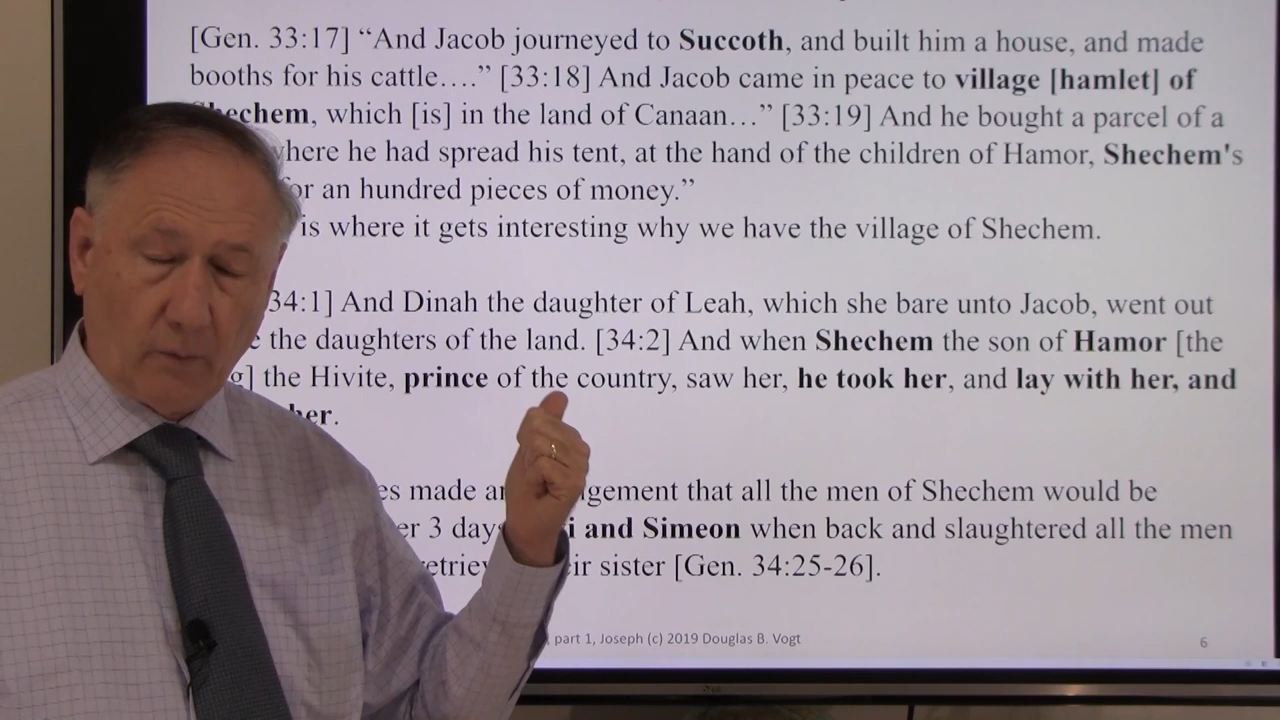 [Gen. 33:17] “And Jacob journeyed to Succoth, and built him a house, and made
booths for his cattle….” [33:18] And Jacob came in peace to village [hamlet] of
Shechem, which [is] in the land of Canaan…” [33:19] And he bought a parcel of a
where he had spread his tent, at the hand of the children of Hamor, Shechem's
for an hundred pieces of money.”
is where it gets interesting why we have the village of Shechem.
34:1] And Dinah the daughter of Leah, which she bare unto Jacob, went out
the daughters of the land. [34:2] And when Shechem the son of Hamor [the
the Hivite, prince of the country, saw her, he took her, and lay with her, and
her.
made all the men of Shechem would be
3 days and Simeon when back and slaughtered all the men
their sister [Gen. 34:25-26].
part 1, Joseph (c) 2019 Douglas B. Vogt
6